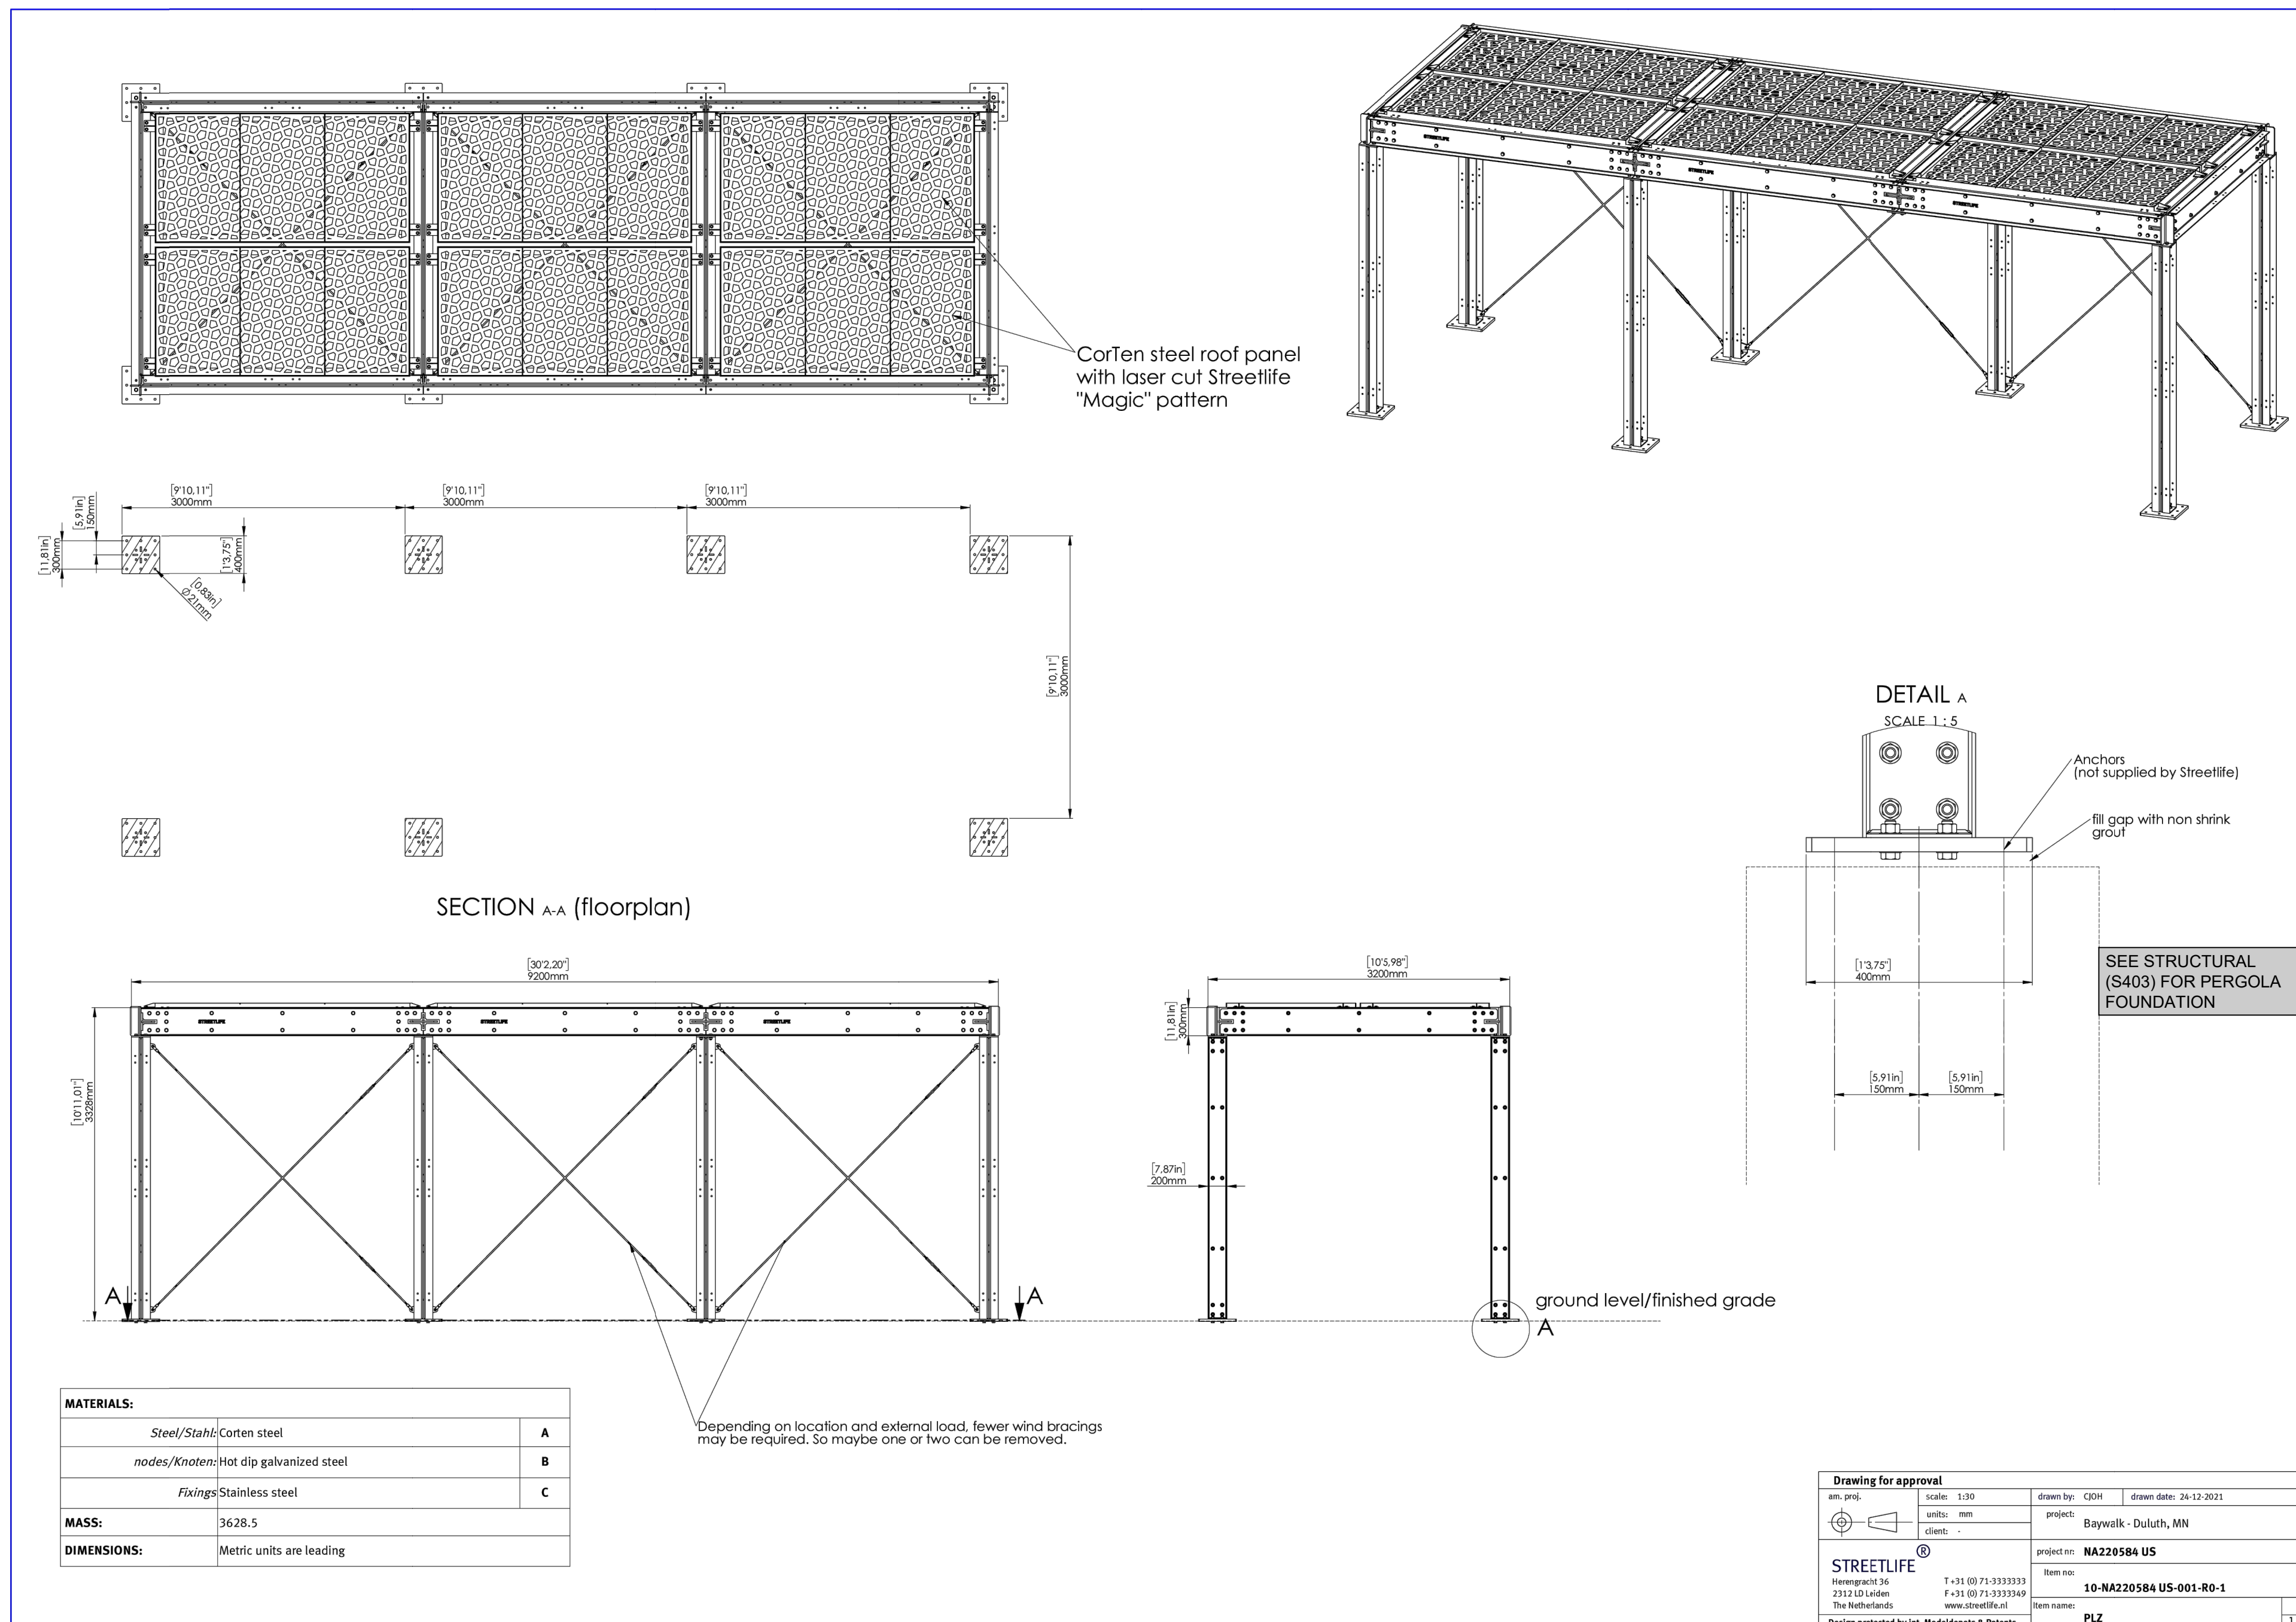 CorTen steel roof panel
with laser cut Streetlife
"Magic" pattern
[9'10,11"]
3000mm
[9'10,11"]
3000mm
[9'10,11"]
3000mm
[5,91in]
150mm
[11,81in]
300mm
[1'3,75"]
400mm
[0,83in]
Ø21mm
[9'10,11"]
3000mm
SECTION A-A (floorplan)
DETAIL A
SCALE 1 : 5
Anchors
(not supplied by Streetlife)
fill gap with non shrink
grout
[1'3,75"]
400mm
SEE STRUCTURAL
(S403) FOR PERGOLA
FOUNDATION
[5,91in]
150mm
[5,91in]
150mm
[30'2,20"]
9200mm
STREETLIFE
STREETLIFE
STREETLIFE
[10'11,01"]
3328mm
A
A
[10'5,98"]
3200mm
[11,81in]
300mm
[7,87in]
200mm
ground level/finished grade
A
Depending on location and external load, fewer wind bracings
may be required. So maybe one or two can be removed.
MATERIALS:
Steel/Stahl: Corten steel A
nodes/Knoten: Hot dip galvanized steel B
Fixings Stainless steel C
MASS: 3628.5
DIMENSIONS: Metric units are leading
Drawing for approval
am. proj.
scale: 1:30
drawn by: CJOH
drawn date: 24-12-2021
units: mm
project:
Baywalk - Duluth, MN
client: -
STREETLIFE®
project nr: NA220584 US
Item no:
10-NA220584 US-001-R0-1
Herengracht 36
2312 LD Leiden
The Netherlands
T +31 (0) 71-3333333
F +31 (0) 71-3333349
www.streetlife.nl
Item name:
PLZ